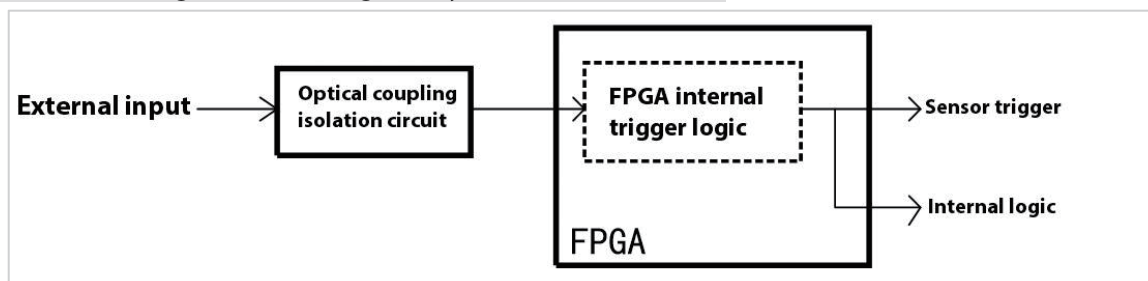 External input
Optical coupling
isolation circuit
FPGA internal
trigger logic
Sensor trigger
Internal logic
FPGA